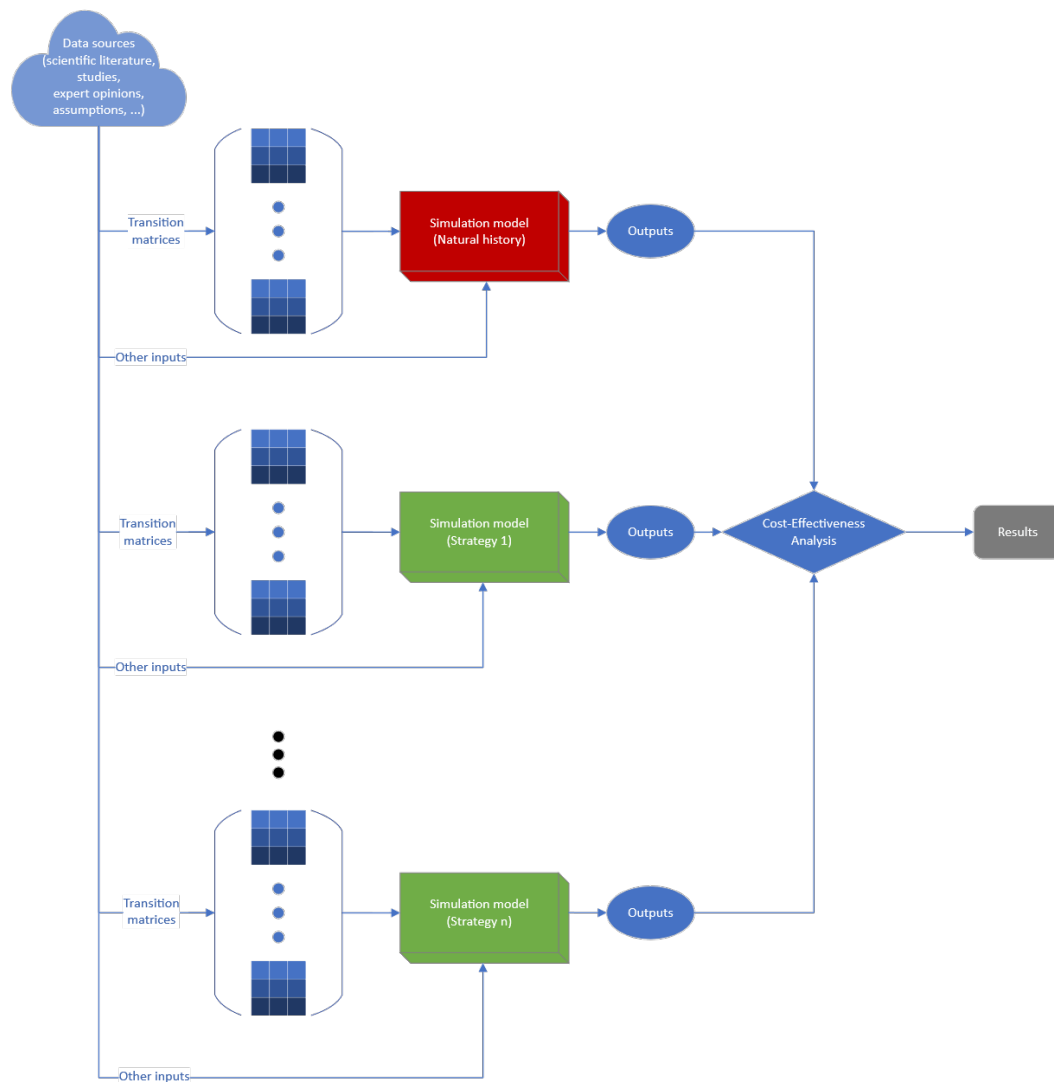 Data sources
(scientific literature,
studies,
expert opinions,
assumptions, ...)
Transition
matrices
Simulation model
(Natural history)
Outputs
Other inputs
Transition
matrices
Simulation model
(Strategy 1)
Outputs
Cost-Effectiveness
Analysis
Results
Other inputs
Transition
matrices
Simulation model
(Strategy n)
Outputs
Other inputs